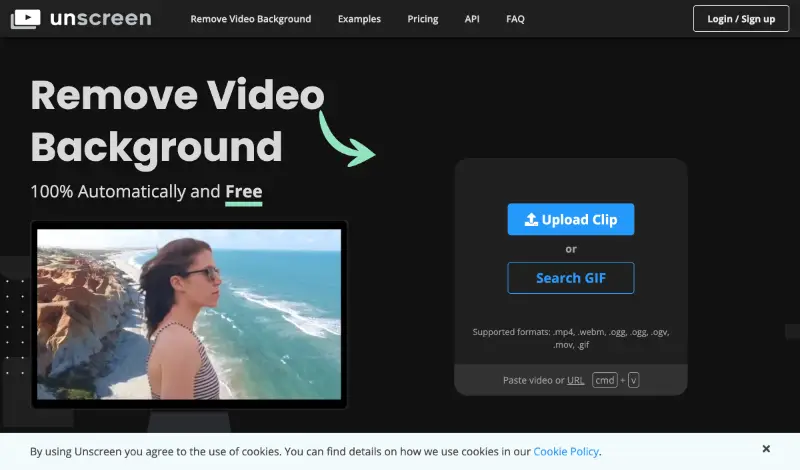 unscreen
Remove Video Background
Examples
Pricing
API
FAQ
Login / Sign up
Remove Video
Background
100% Automatically and Free
Upload Clip
or
Search GIF
Supported formats: .mp4, .webm, .ogg, .ogg, .ogv,
.mov, .gif
Paste video or URL cmd + v
By using Unscreen you agree to the use of cookies. You can find details on how we use cookies in our Cookie Policy.